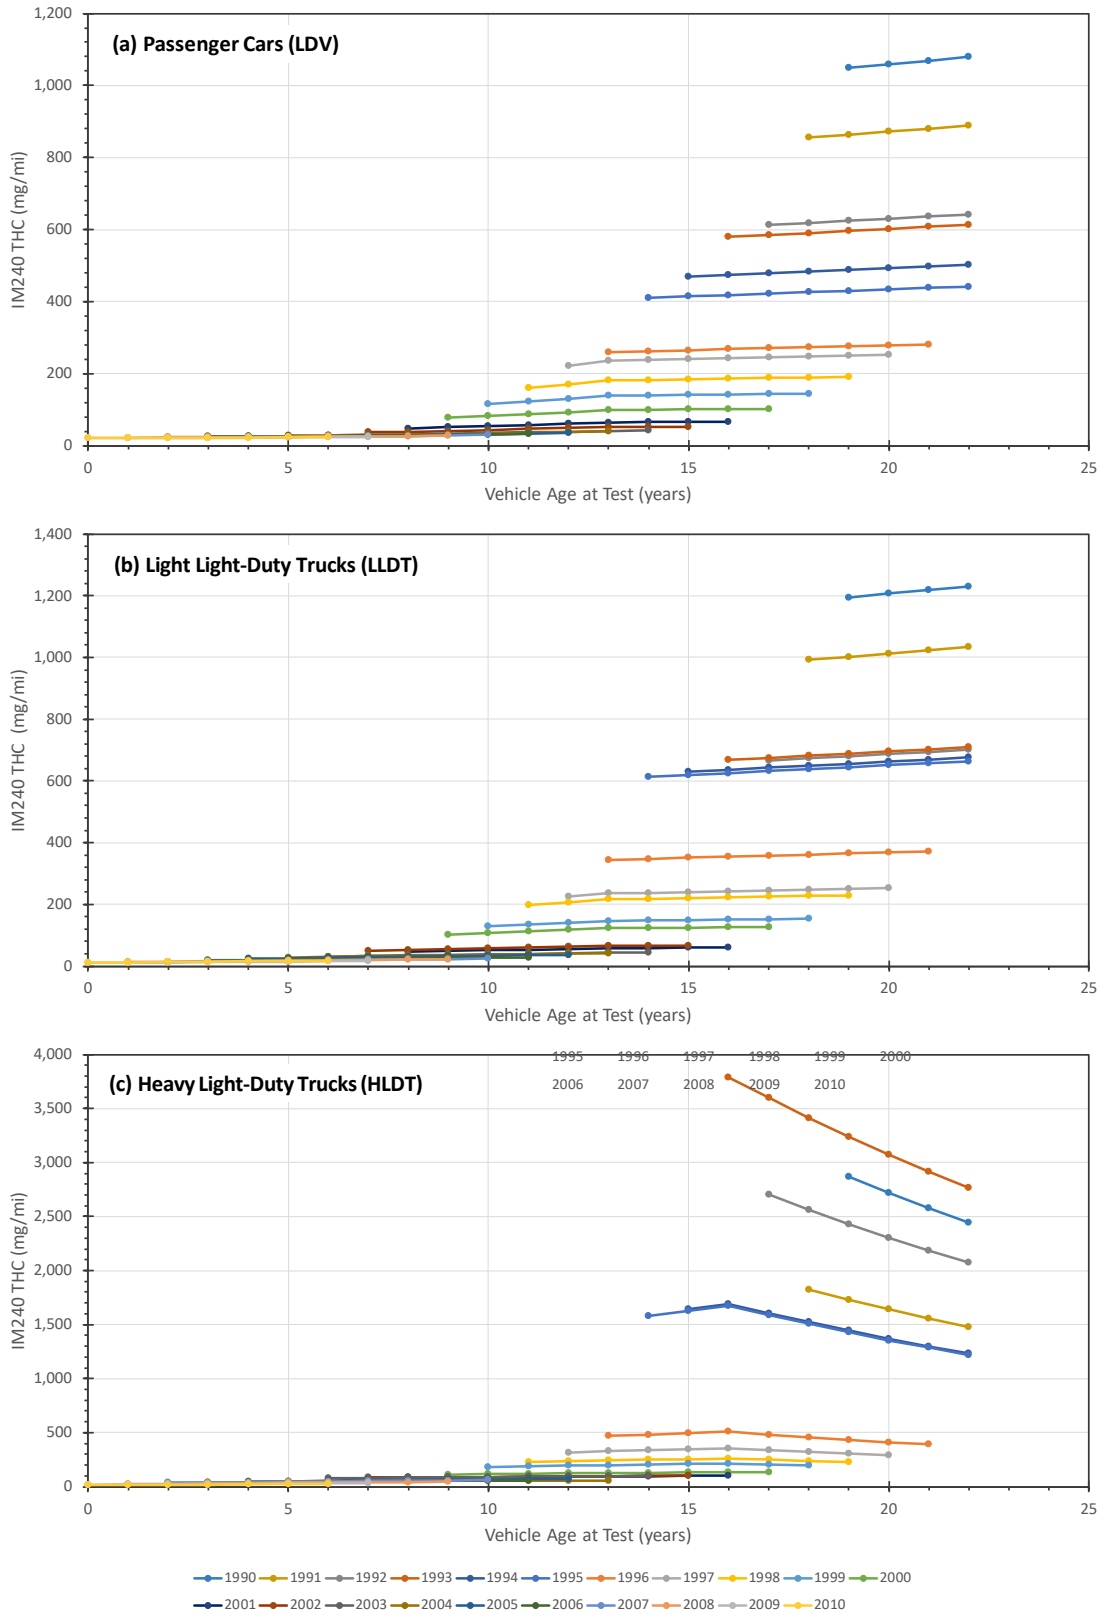 1,200
(a) Passenger Cars (LDV)
1,000
800
600
400
200
0
IM240 THC (mg/mi)
0 5 10 15 20 25
Vehicle Age at Test (years)
1,400
(b) Light Light-Duty Trucks (LLDT)
1,200
1,000
800
600
400
200
0
IM240 THC (mg/mi)
0 5 10 15 20 25
Vehicle Age at Test (years)
4,000
1995 1996 1997 1998 1999 2000
(c) Heavy Light-Duty Trucks (HLDT)
2006 2007 2008 2009 2010
3,500
3,000
2,500
2,000
1,500
1,000
500
0
IM240 THC (mg/mi)
0 5 10 15 20 25
Vehicle Age at Test (years)
1990 1991 1992 1993 1994 1995 1996 1997 1998 1999 2000
2001 2002 2003 2004 2005 2006 2007 2008 2009 2010